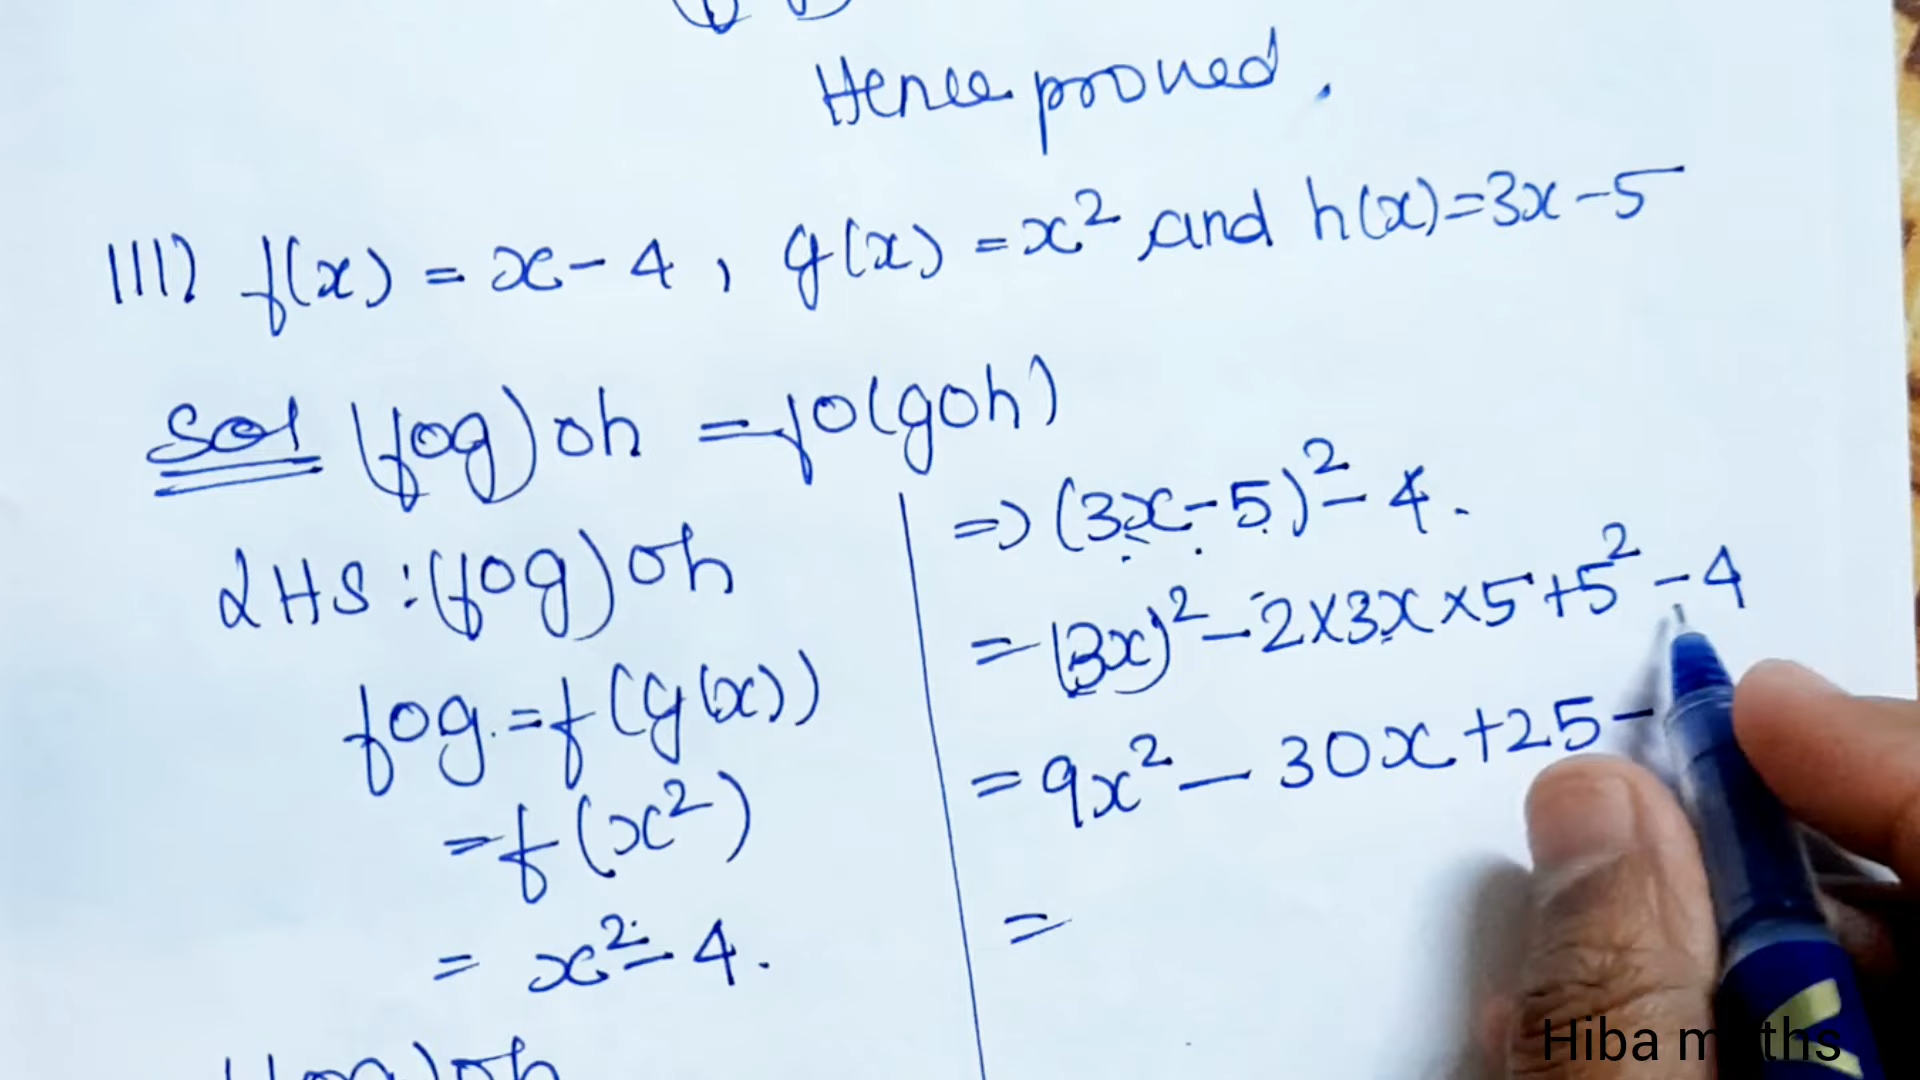 Hence proved.
III) f(x) = x - 4, g(x) = x² and h(x) = 3x - 5
Sol (fog)oh = fo(goh)
LHS : (fog)oh
fog = f(g(x))
= f(x²)
= x² - 4.
=> (3x - 5)² - 4.
= (3x)² - 2×3x×5 + 5² - 4
= 9x² - 30x + 25 -
=
Hiba maths